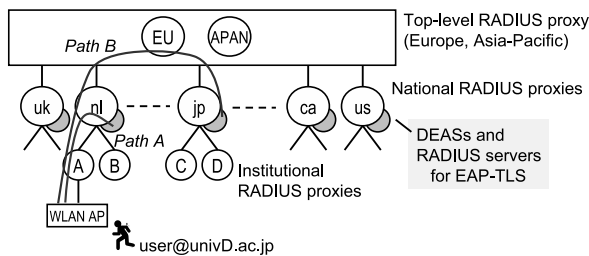 Path B
EU
APAN
Top-level RADIUS proxy
(Europe, Asia-Pacific)
National RADIUS proxies
uk
nl
jp
ca
us
Path A
A
B
C
D
Institutional
RADIUS proxies
DEASs and
RADIUS servers
for EAP-TLS
WLAN AP
user@univD.ac.jp